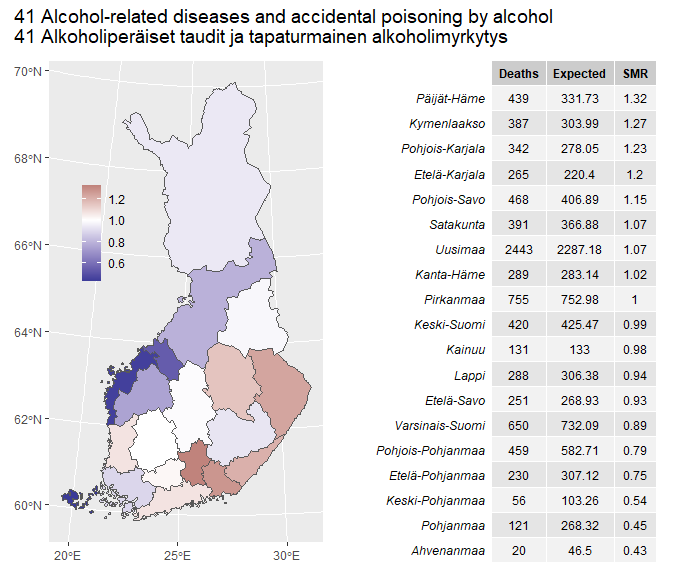 41 Alcohol-related diseases and accidental poisoning by alcohol
41 Alkoholiperäiset taudit ja tapaturmainen alkoholimyrkytys
70°N
68°N
66°N
64°N
62°N
60°N
20°E 25°E 30°E
1.2
1.0
0.8
0.6
Deaths Expected SMR
Päijät-Häme 439 331.73 1.32
Kymenlaakso 387 303.99 1.27
Pohjois-Karjala 342 278.05 1.23
Etelä-Karjala 265 220.4 1.2
Pohjois-Savo 468 406.89 1.15
Satakunta 391 366.88 1.07
Uusimaa 2443 2287.18 1.07
Kanta-Häme 289 283.14 1.02
Pirkanmaa 755 752.98 1
Keski-Suomi 420 425.47 0.99
Kainuu 131 133 0.98
Lappi 288 306.38 0.94
Etelä-Savo 251 268.93 0.93
Varsinais-Suomi 650 732.09 0.89
Pohjois-Pohjanmaa 459 582.71 0.79
Etelä-Pohjanmaa 230 307.12 0.75
Keski-Pohjanmaa 56 103.26 0.54
Pohjanmaa 121 268.32 0.45
Ahvenanmaa 20 46.5 0.43